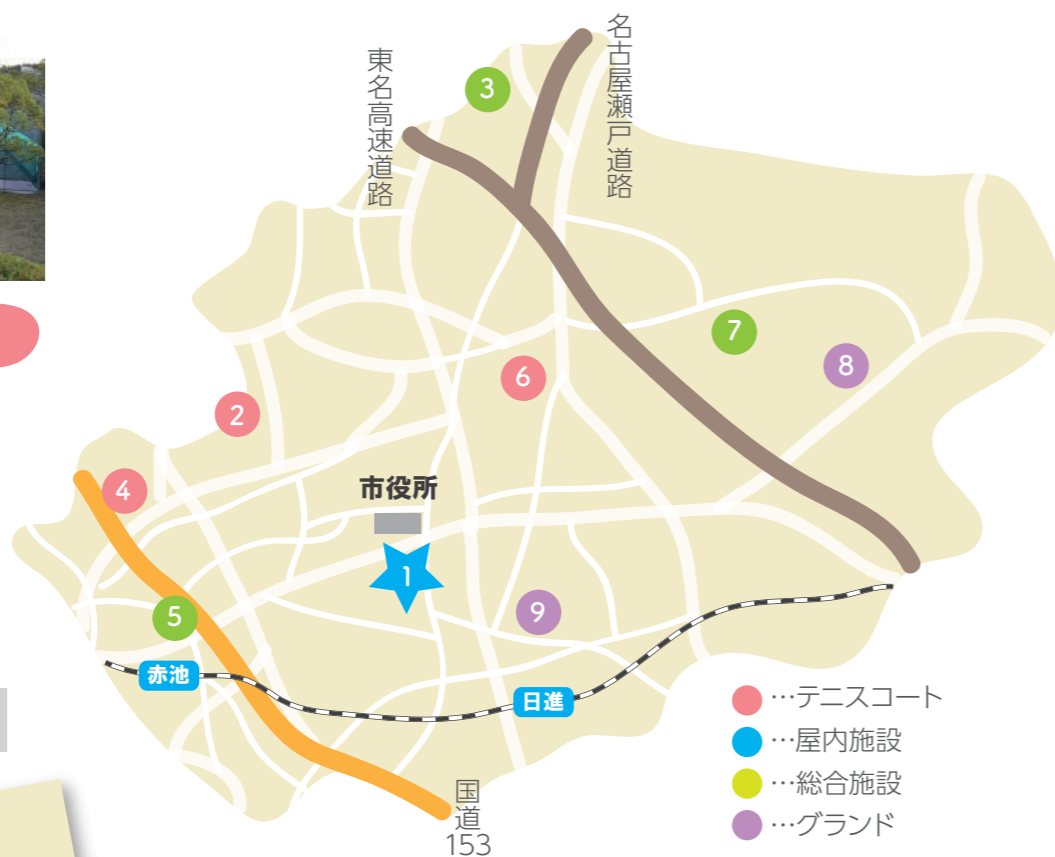 名古屋瀬戸道路
東名高速道路
3
7
8
6
2
4
市役所
1
5
9
赤池
日進
国道
153
…テニスコート
…屋内施設
…総合施設
…グランド